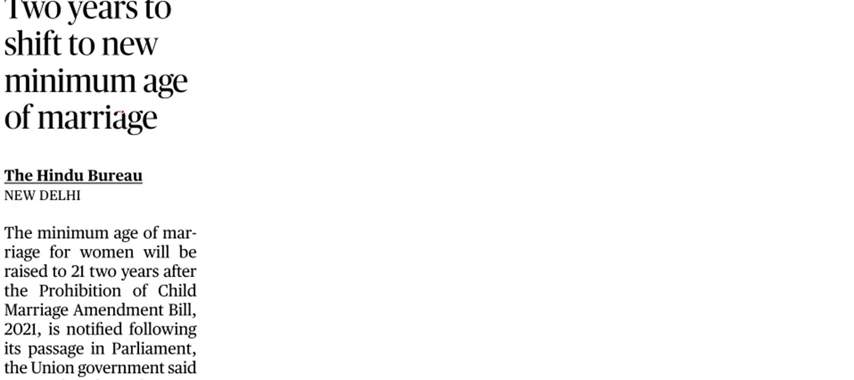 Two years to
shift to new
minimum age
of marriage
The Hindu Bureau
NEW DELHI
The minimum age of mar-
riage for women will be
raised to 21 two years after
the Prohibition of Child
Marriage Amendment Bill,
2021, is notified following
its passage in Parliament,
the Union government said